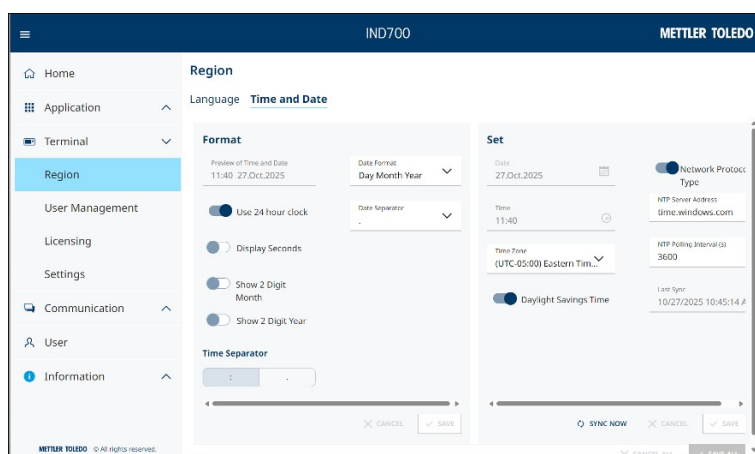 IND700
METTLER TOLEDO
Home
Application
Terminal
Region
User Management
Licensing
Settings
Communication
User
Information
METTLER TOLEDO © All rights reserved.
Region
Language Time and Date
Format
Preview of Time and Date
11:40 27.Oct.2025
Date Format
Day Month Year
Use 24 hour clock
Date Separator
.
Display Seconds
Show 2 Digit
Month
Show 2 Digit Year
Time Separator
: .
CANCEL SAVE
Set
Date
27.Oct.2025
Network Protoc
Type
Time
11:40
NTP Server Address
time.windows.com
Time Zone
(UTC-05:00) Eastern Tim...
NTP Polling Interval (s)
3600
Daylight Savings Time
Last Sync
10/27/2025 10:45:14 A
SYNC NOW CANCEL SAVE
CANCEL ALL SAVE ALL